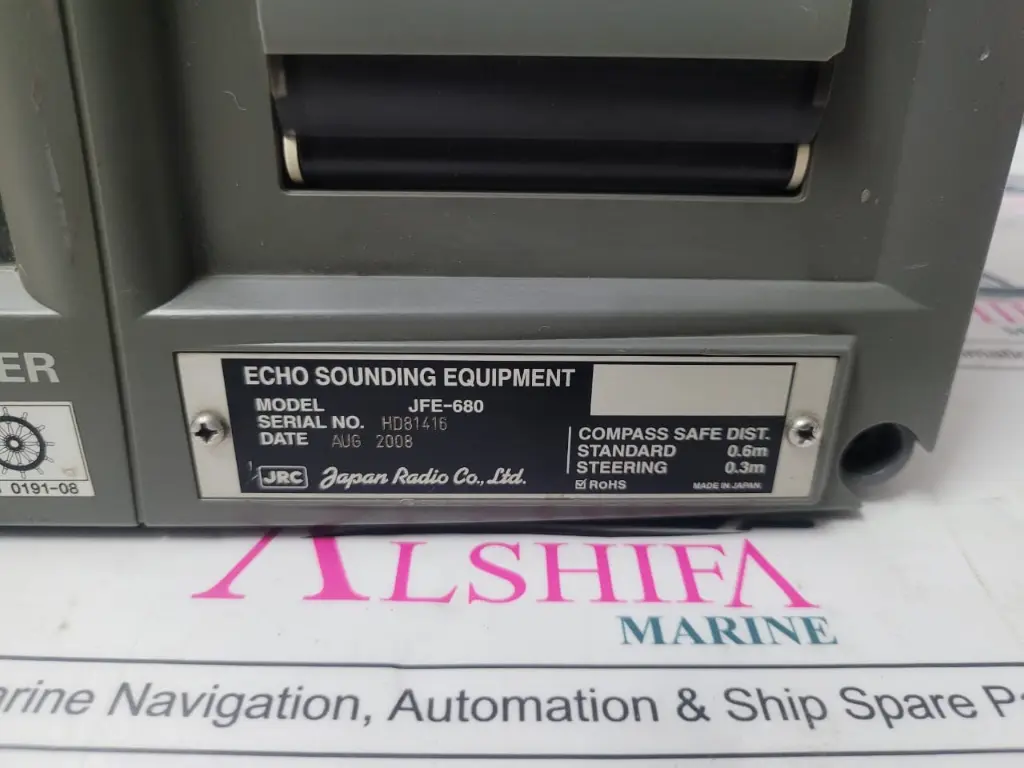 ER
0191-08
ECHO SOUNDING EQUIPMENT
MODEL JFE-680
SERIAL NO. HD81416
DATE AUG 2008
JRC Japan Radio Co., Ltd.
COMPASS SAFE DIST.
STANDARD 0.6m
STEERING 0.3m
☑ RoHS MADE IN JAPAN.
ALSHIFA
MARINE
arine Navigation, Automation & Ship Spare Pa